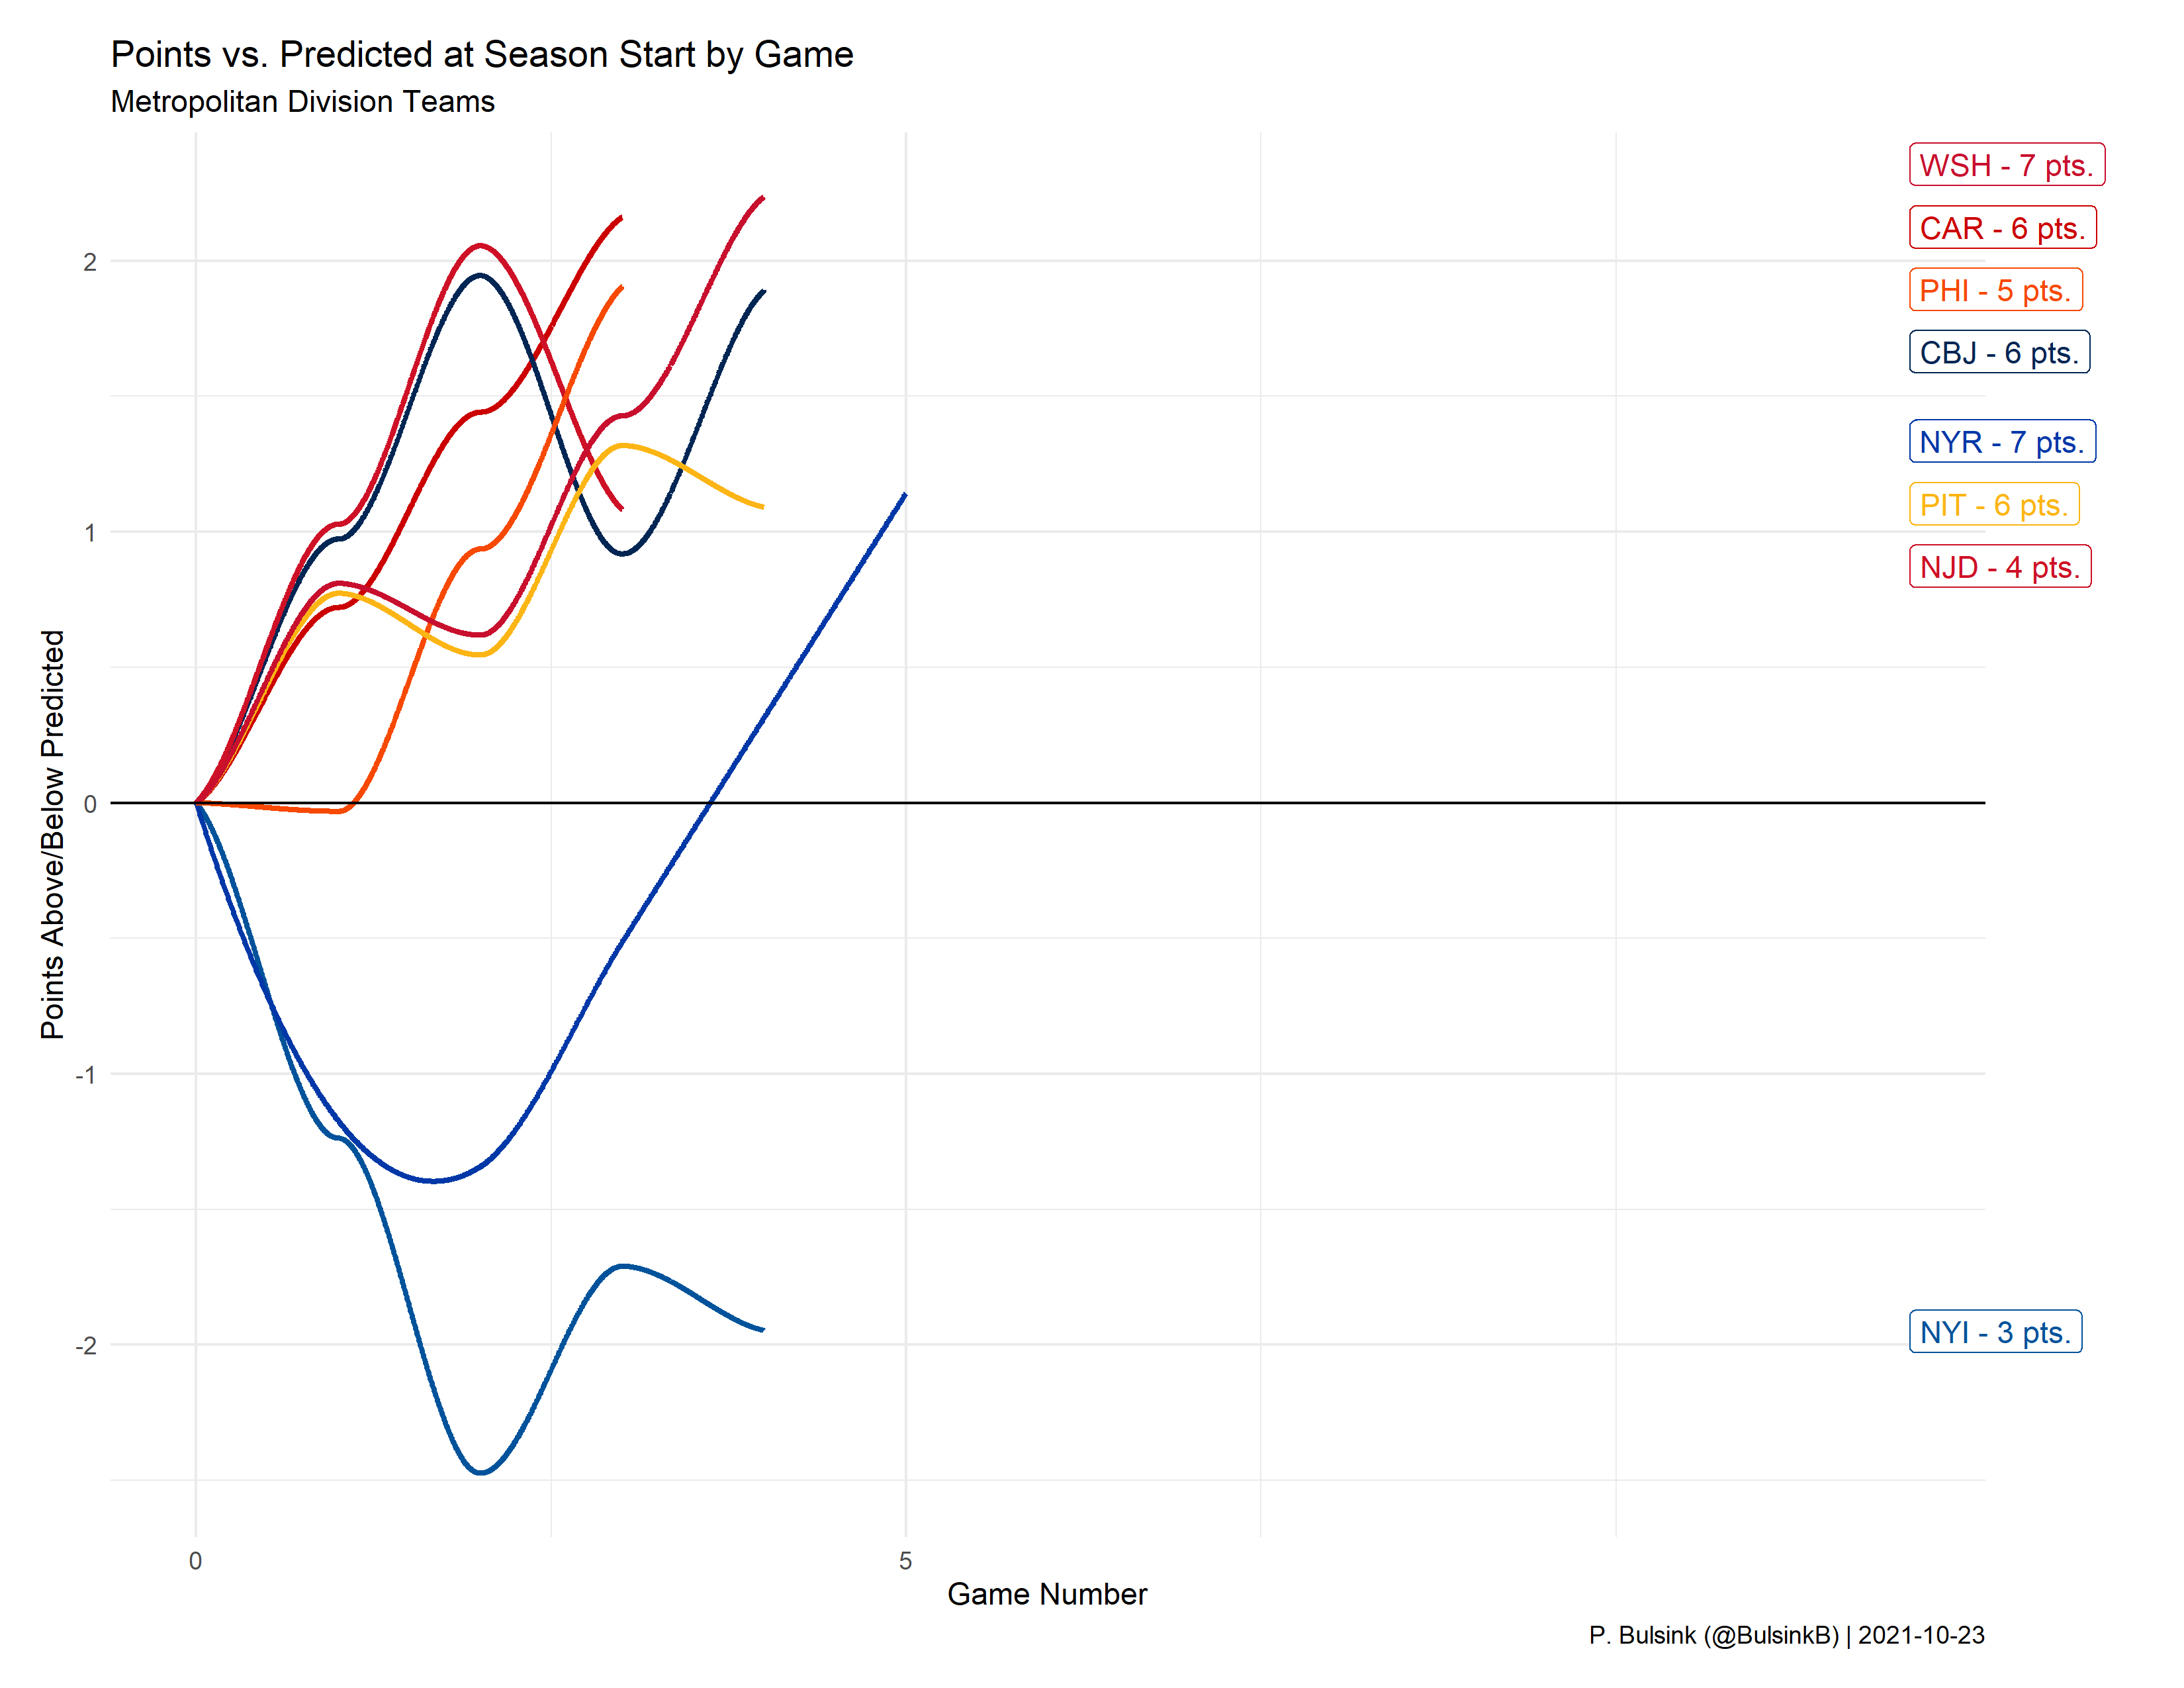 Points vs. Predicted at Season Start by Game
Metropolitan Division Teams
WSH - 7 pts.
CAR - 6 pts.
PHI - 5 pts.
CBJ - 6 pts.
NYR - 7 pts.
PIT - 6 pts.
NJD - 4 pts.
NYI - 3 pts.
Points Above/Below Predicted
2
1
0
-1
-2
0
5
Game Number
P. Bulsink (@BulsinkB) | 2021-10-23